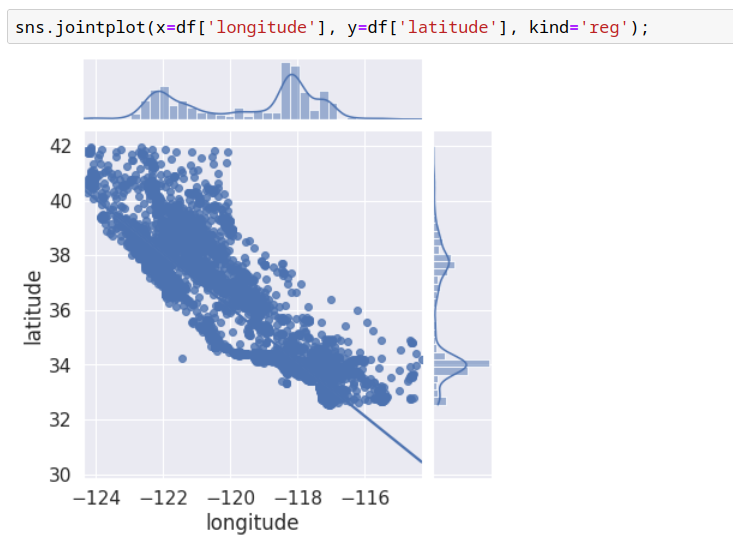 sns.jointplot(x=df['longitude'], y=df['latitude'], kind='reg');
42
40
38
36
34
32
30
latitude
−124 −122 −120 −118 −116
longitude